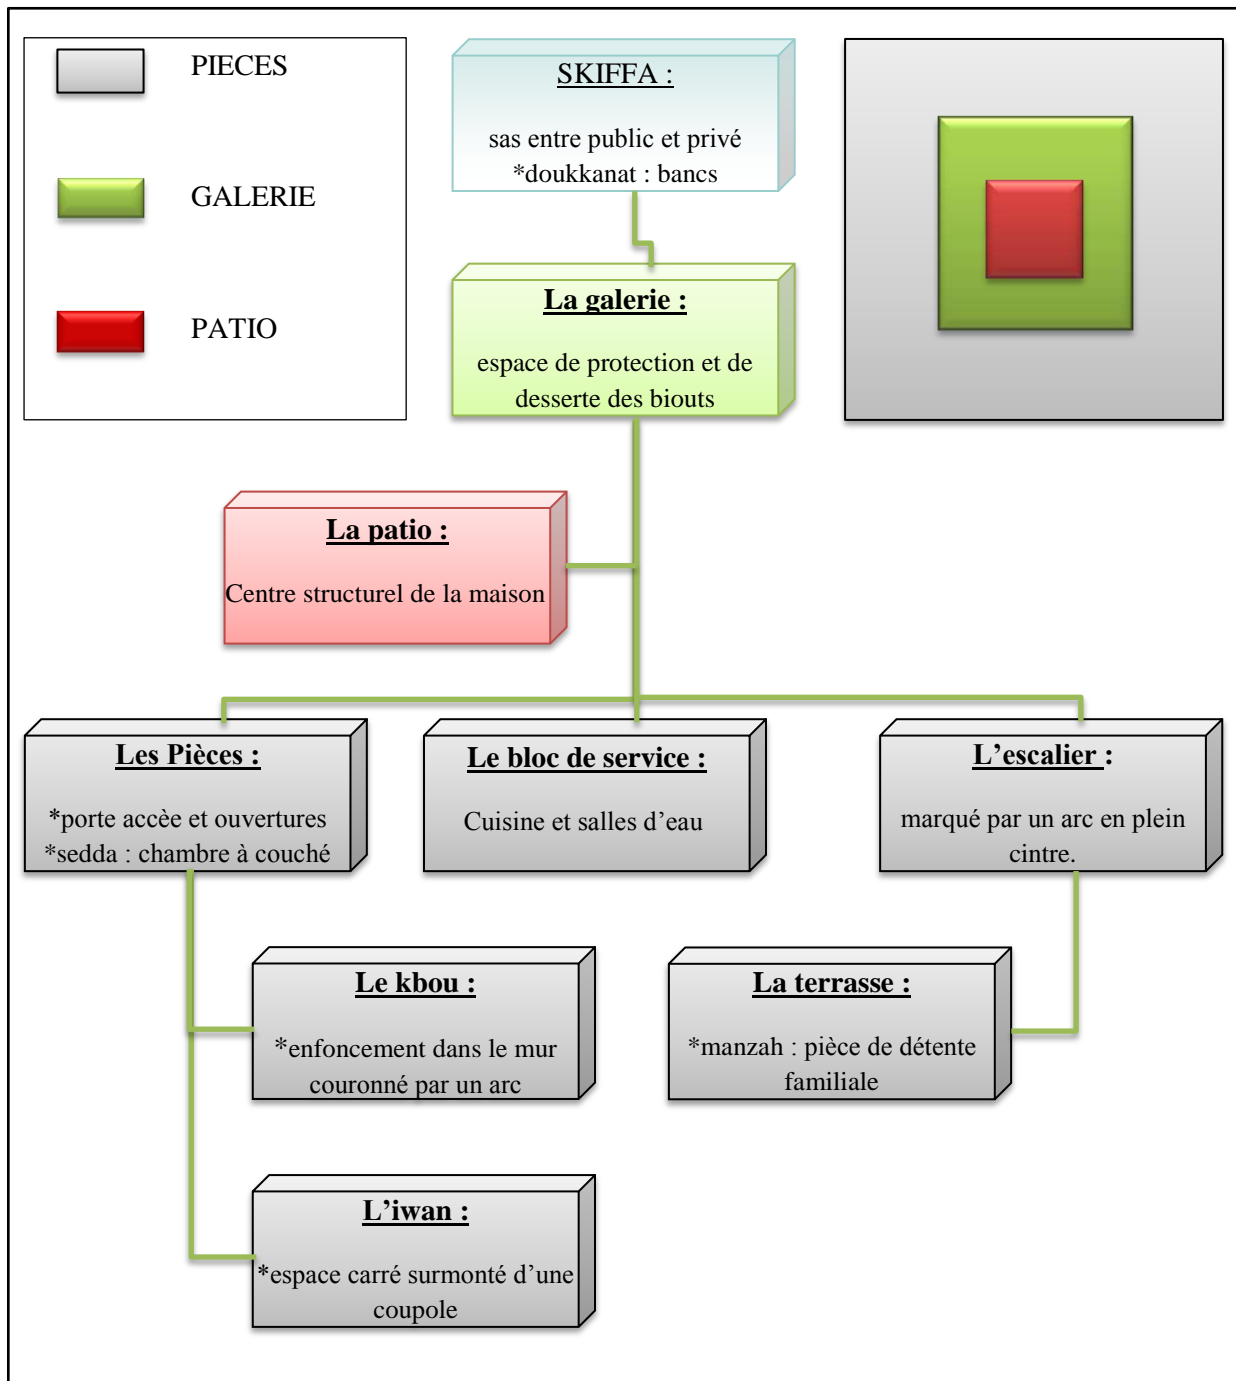 PIECES
GALERIE
PATIO
SKIFFA :
sas entre public et privé
*doukkanat : bancs
La galerie :
espace de protection et de
desserte des biouts
La patio :
Centre structurel de la maison
Les Pièces :
*porte accèe et ouvertures
*sedda : chambre à couché
Le bloc de service :
Cuisine et salles d’eau
L’escalier :
marqué par un arc en plein
cintre.
Le kbou :
*enfoncement dans le mur
couronné par un arc
La terrasse :
*manzah : pièce de détente
familiale
L’iwan :
*espace carré surmonté d’une
coupole